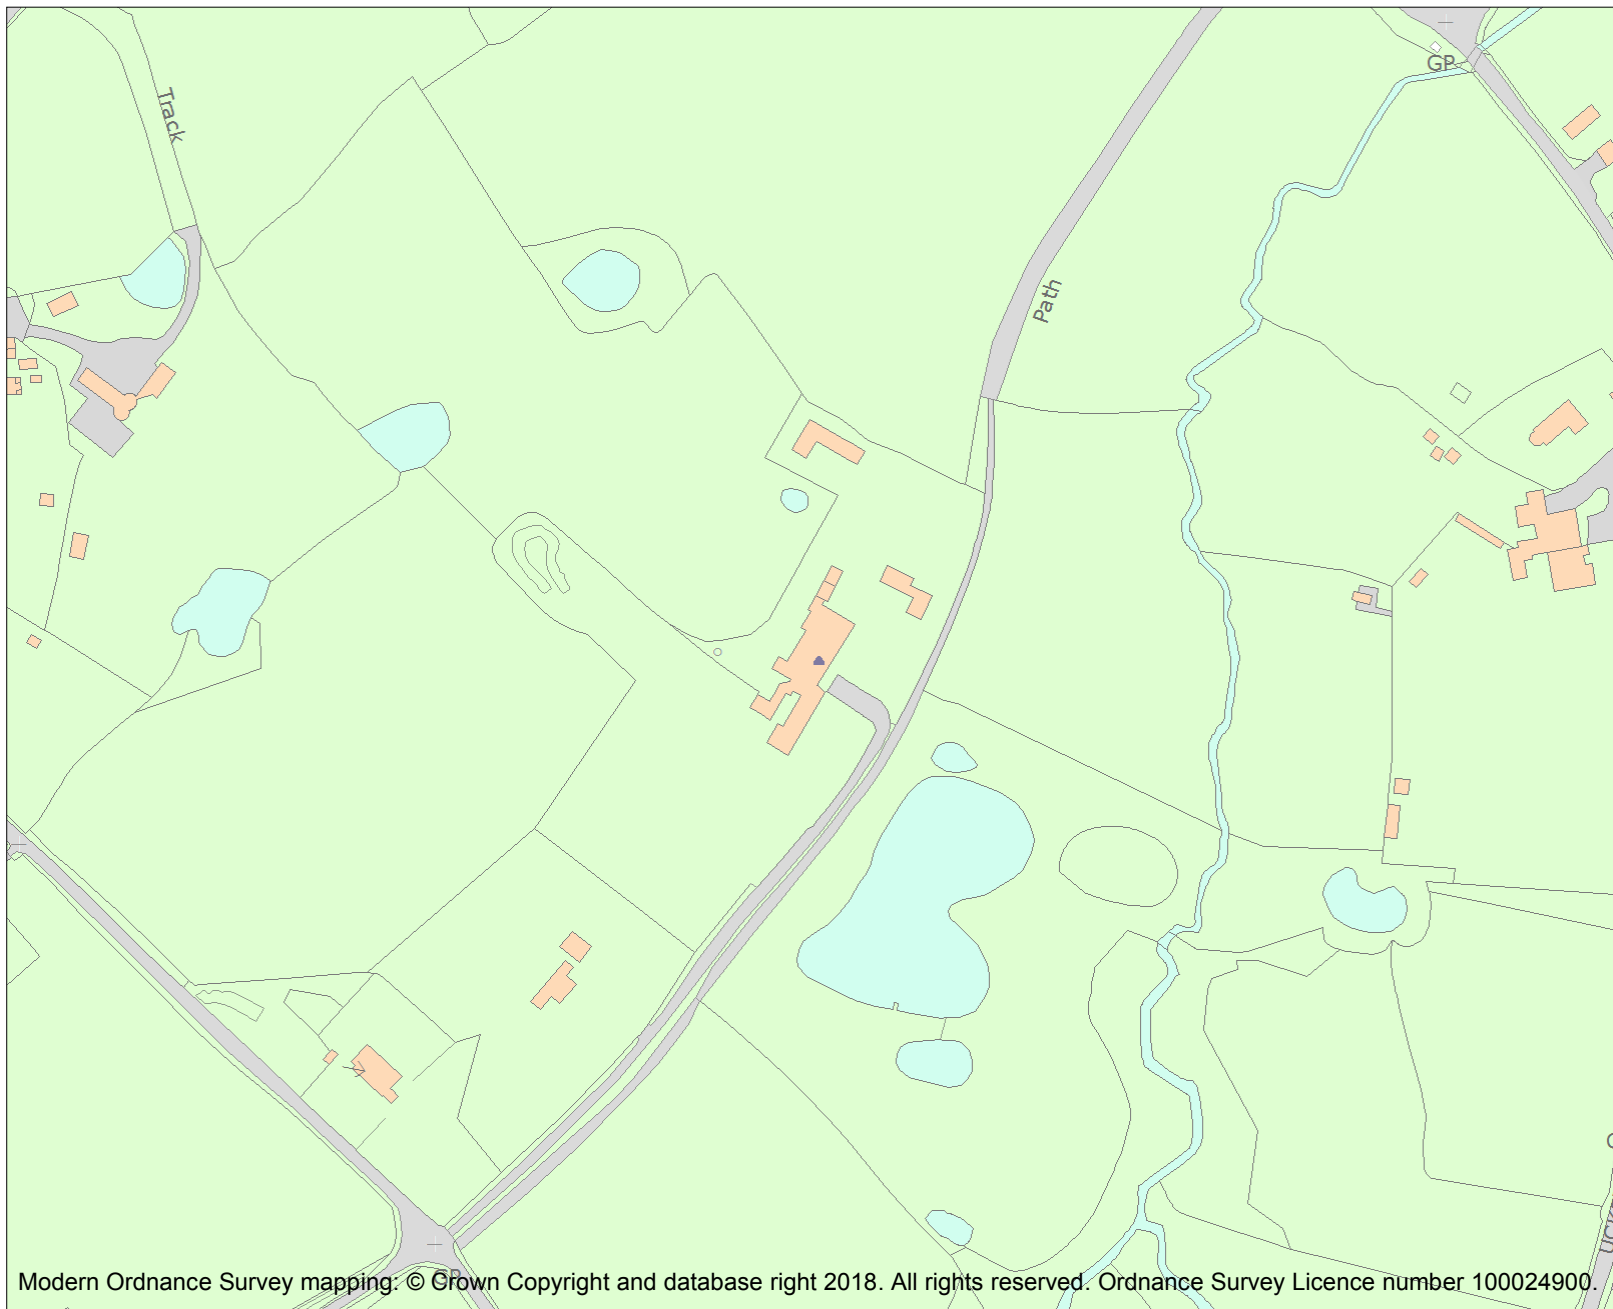 GP
Track
Path
GP
Modern Ordnance Survey mapping: © Crown Copyright and database right 2018. All rights reserved. Ordnance Survey Licence number 100024900.